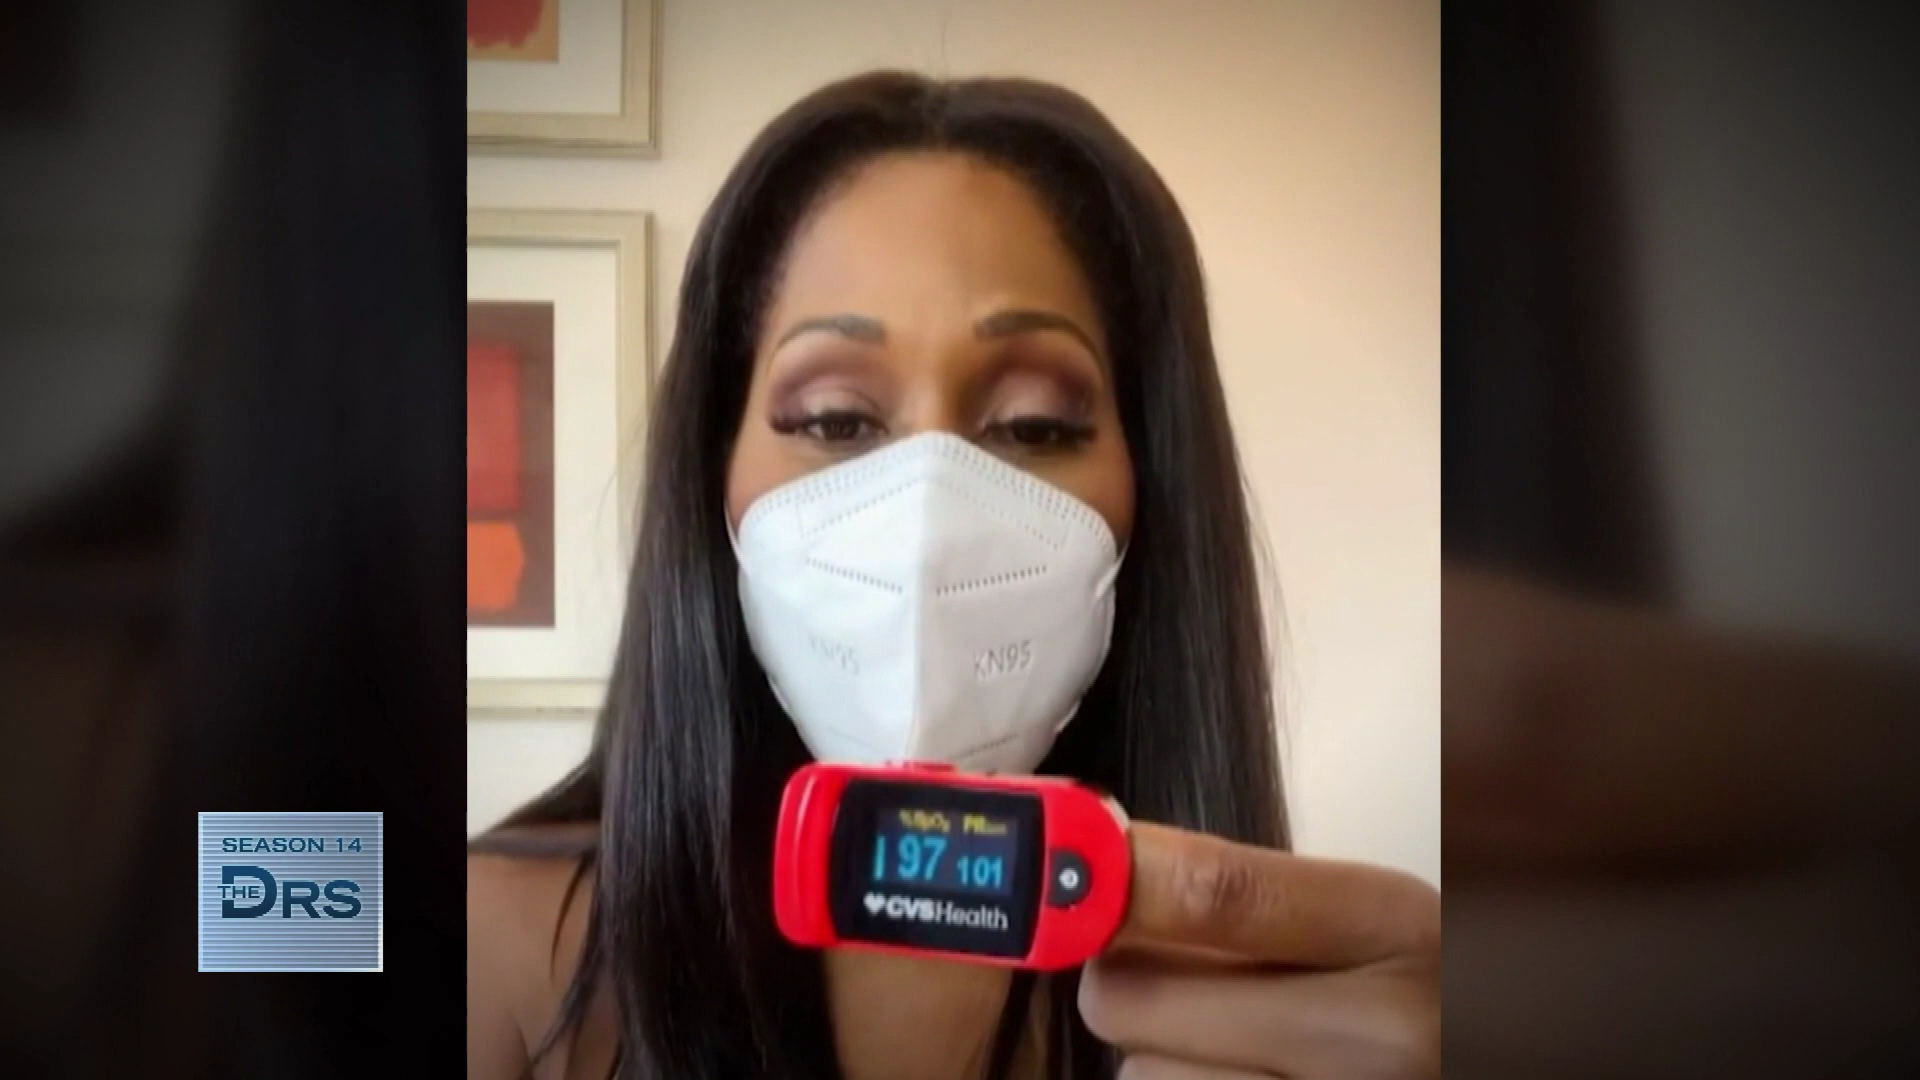 KN95
KN95
%SpO₂ PRbpm
97 101
CVSHealth
SEASON 14
THE DRS